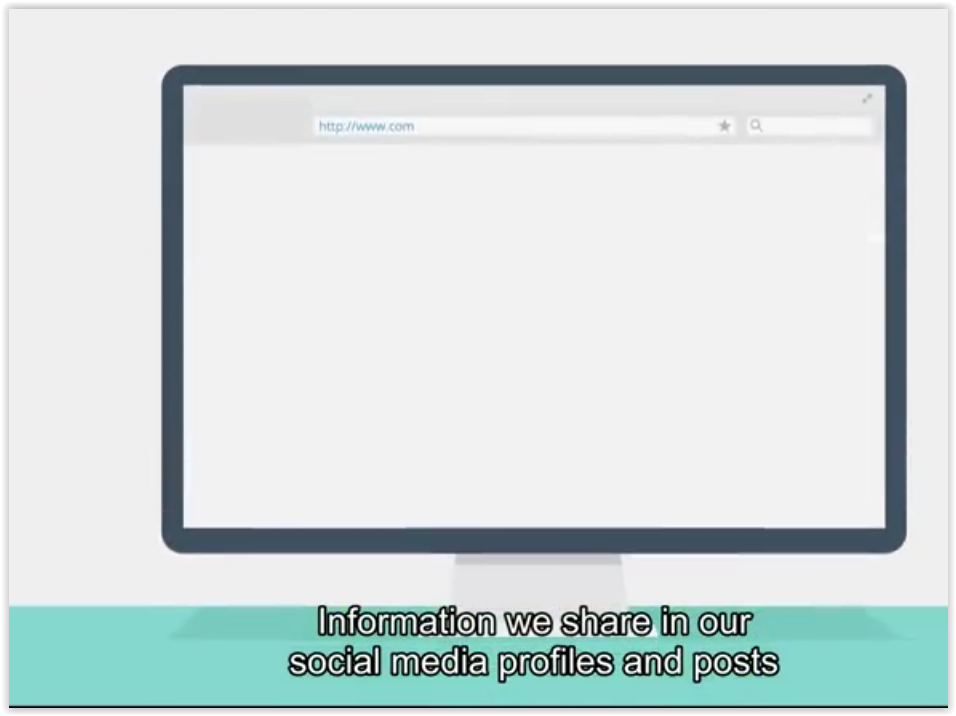 http://www.com
Information we share in our
social media profiles and posts